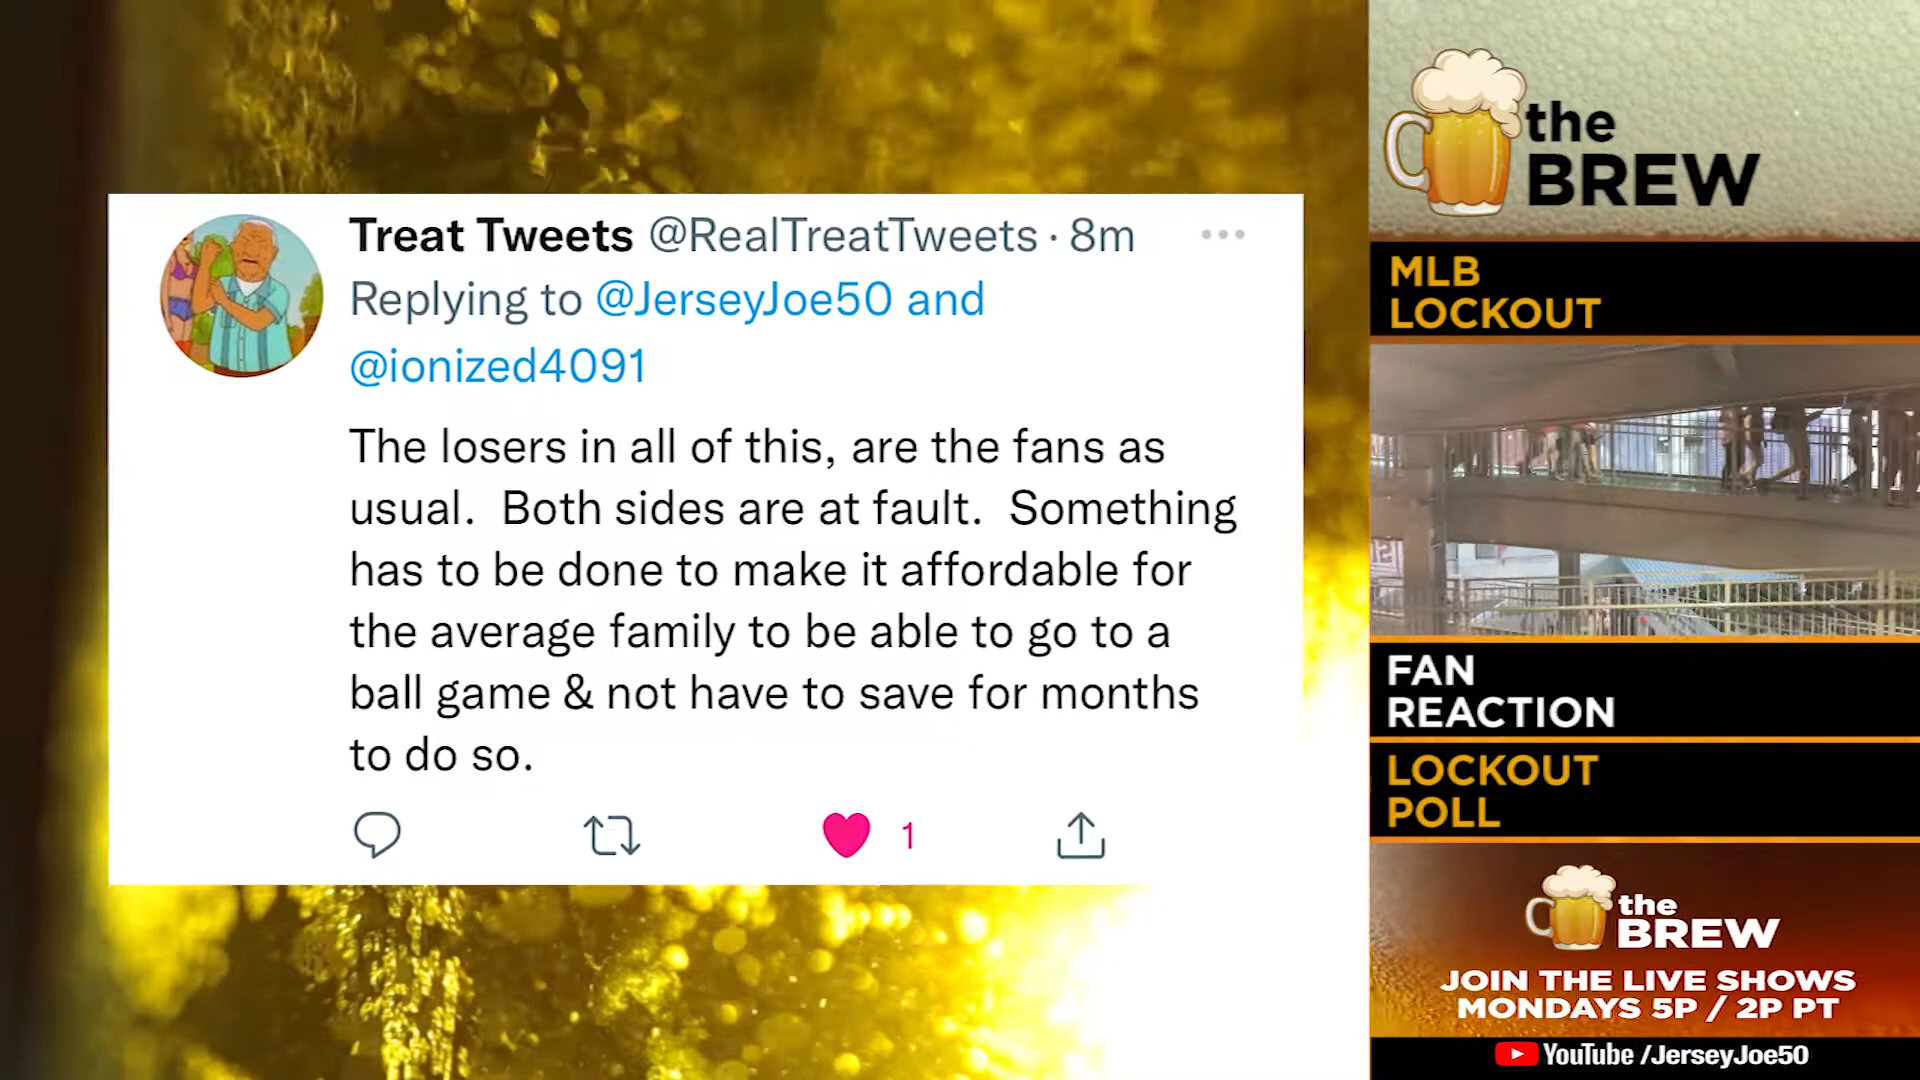 Treat Tweets @RealTreatTweets · 8m
Replying to @JerseyJoe50 and
@ionized4091
The losers in all of this, are the fans as
usual.  Both sides are at fault.  Something
has to be done to make it affordable for
the average family to be able to go to a
ball game & not have to save for months
to do so.
1
the
BREW
MLB
LOCKOUT
FAN
REACTION
LOCKOUT
POLL
the
BREW
JOIN THE LIVE SHOWS
MONDAYS 5P / 2P PT
YouTube /JerseyJoe50